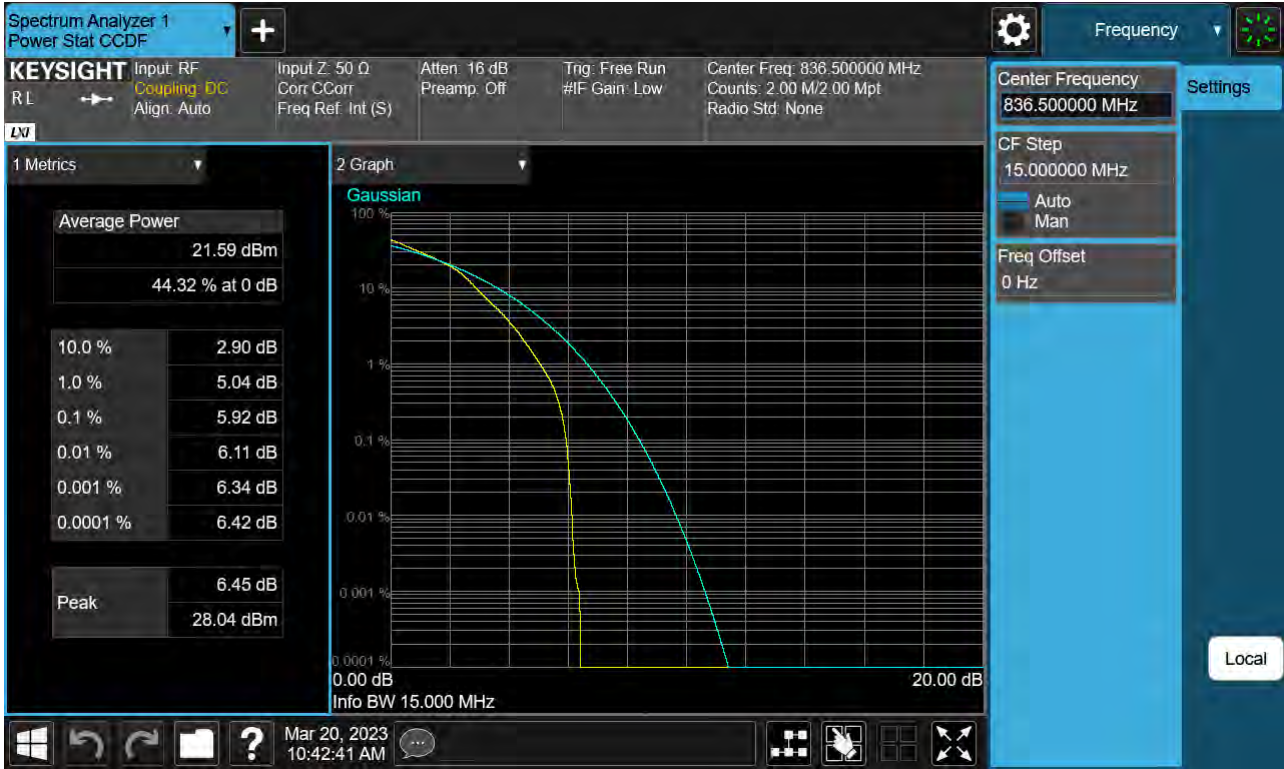 Spectrum Analyzer 1
Power Stat CCDF
Frequency
KEYSIGHT
R L
LXI
Input: RF
Coupling: DC
Align: Auto
Input Z: 50 Ω
Corr CCorr
Freq Ref: Int (S)
Atten: 16 dB
Preamp: Off
Trig: Free Run
#IF Gain: Low
Center Freq: 836.500000 MHz
Counts: 2.00 M/2.00 Mpt
Radio Std: None
Center Frequency
836.500000 MHz
Settings
CF Step
15.000000 MHz
Auto
Man
Freq Offset
0 Hz
Local
1 Metrics
Average Power
21.59 dBm
44.32 % at 0 dB
10.0 % 2.90 dB
1.0 % 5.04 dB
0.1 % 5.92 dB
0.01 % 6.11 dB
0.001 % 6.34 dB
0.0001 % 6.42 dB
Peak
6.45 dB
28.04 dBm
2 Graph
Gaussian
100 %
10 %
1 %
0.1 %
0.01 %
0.001 %
0.0001 %
0.00 dB 20.00 dB
Info BW 15.000 MHz
?
Mar 20, 2023
10:42:41 AM